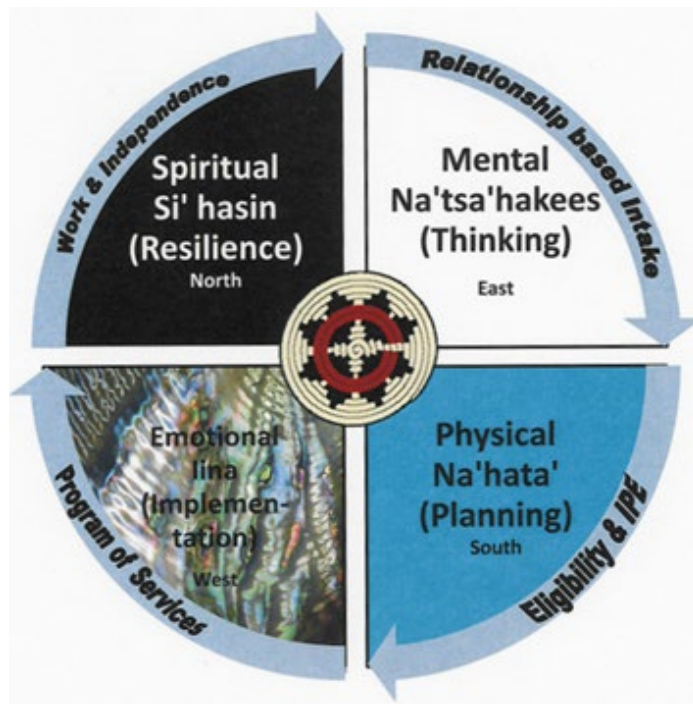 Work & Independence
Spiritual
Si' hasin
(Resilience)
North
Relationship based Intake
Mental
Na'tsa'hakees
(Thinking)
East
Program of Services
Emotional
Iina
(Implemen-
tation)
West
Eligibility & IPE
Physical
Na'hata'
(Planning)
South